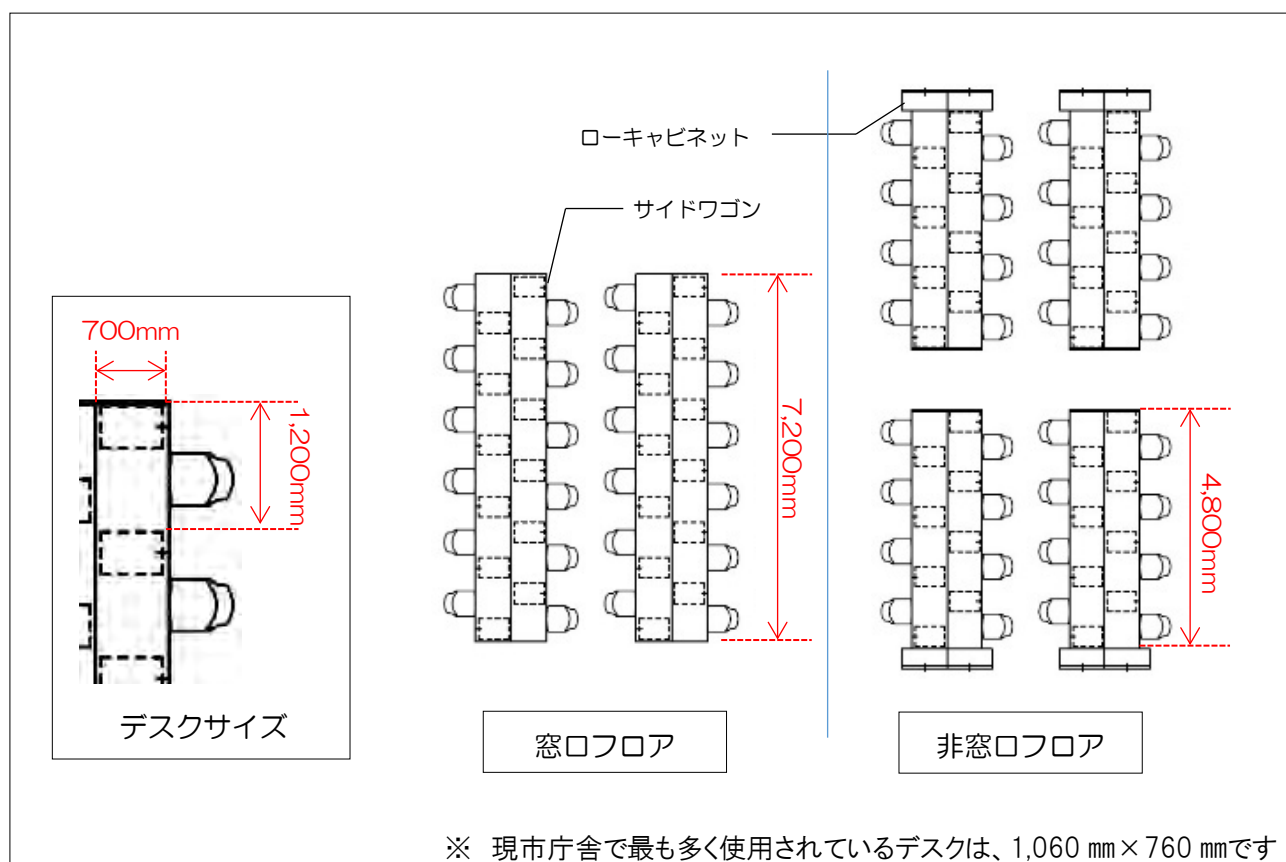 ローキャビネット
サイドワゴン
700mm
1,200mm
7,200mm
4,800mm
デスクサイズ
窓口フロア
非窓口フロア
※ 現市庁舎で最も多く使用されているデスクは、1,060 mm×760 mmです